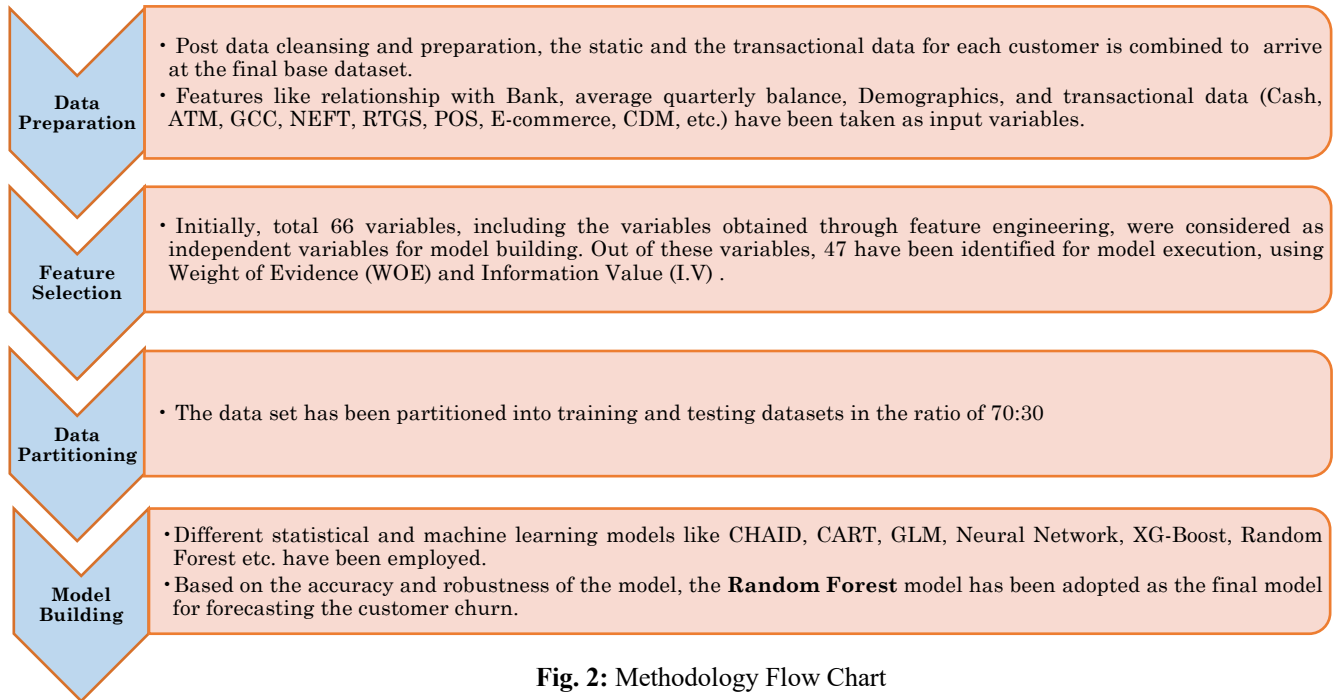 Data
Preparation
• Post data cleansing and preparation, the static and the transactional data for each customer is combined to arrive
at the final base dataset.
• Features like relationship with Bank, average quarterly balance, Demographics, and transactional data (Cash,
ATM, GCC, NEFT, RTGS, POS, E-commerce, CDM, etc.) have been taken as input variables.
Feature
Selection
• Initially, total 66 variables, including the variables obtained through feature engineering, were considered as
independent variables for model building. Out of these variables, 47 have been identified for model execution, using
Weight of Evidence (WOE) and Information Value (I.V) .
Data
Partitioning
• The data set has been partitioned into training and testing datasets in the ratio of 70:30
Model
Building
• Different statistical and machine learning models like CHAID, CART, GLM, Neural Network, XG-Boost, Random
Forest etc. have been employed.
• Based on the accuracy and robustness of the model, the Random Forest model has been adopted as the final model
for forecasting the customer churn.
Fig. 2: Methodology Flow Chart